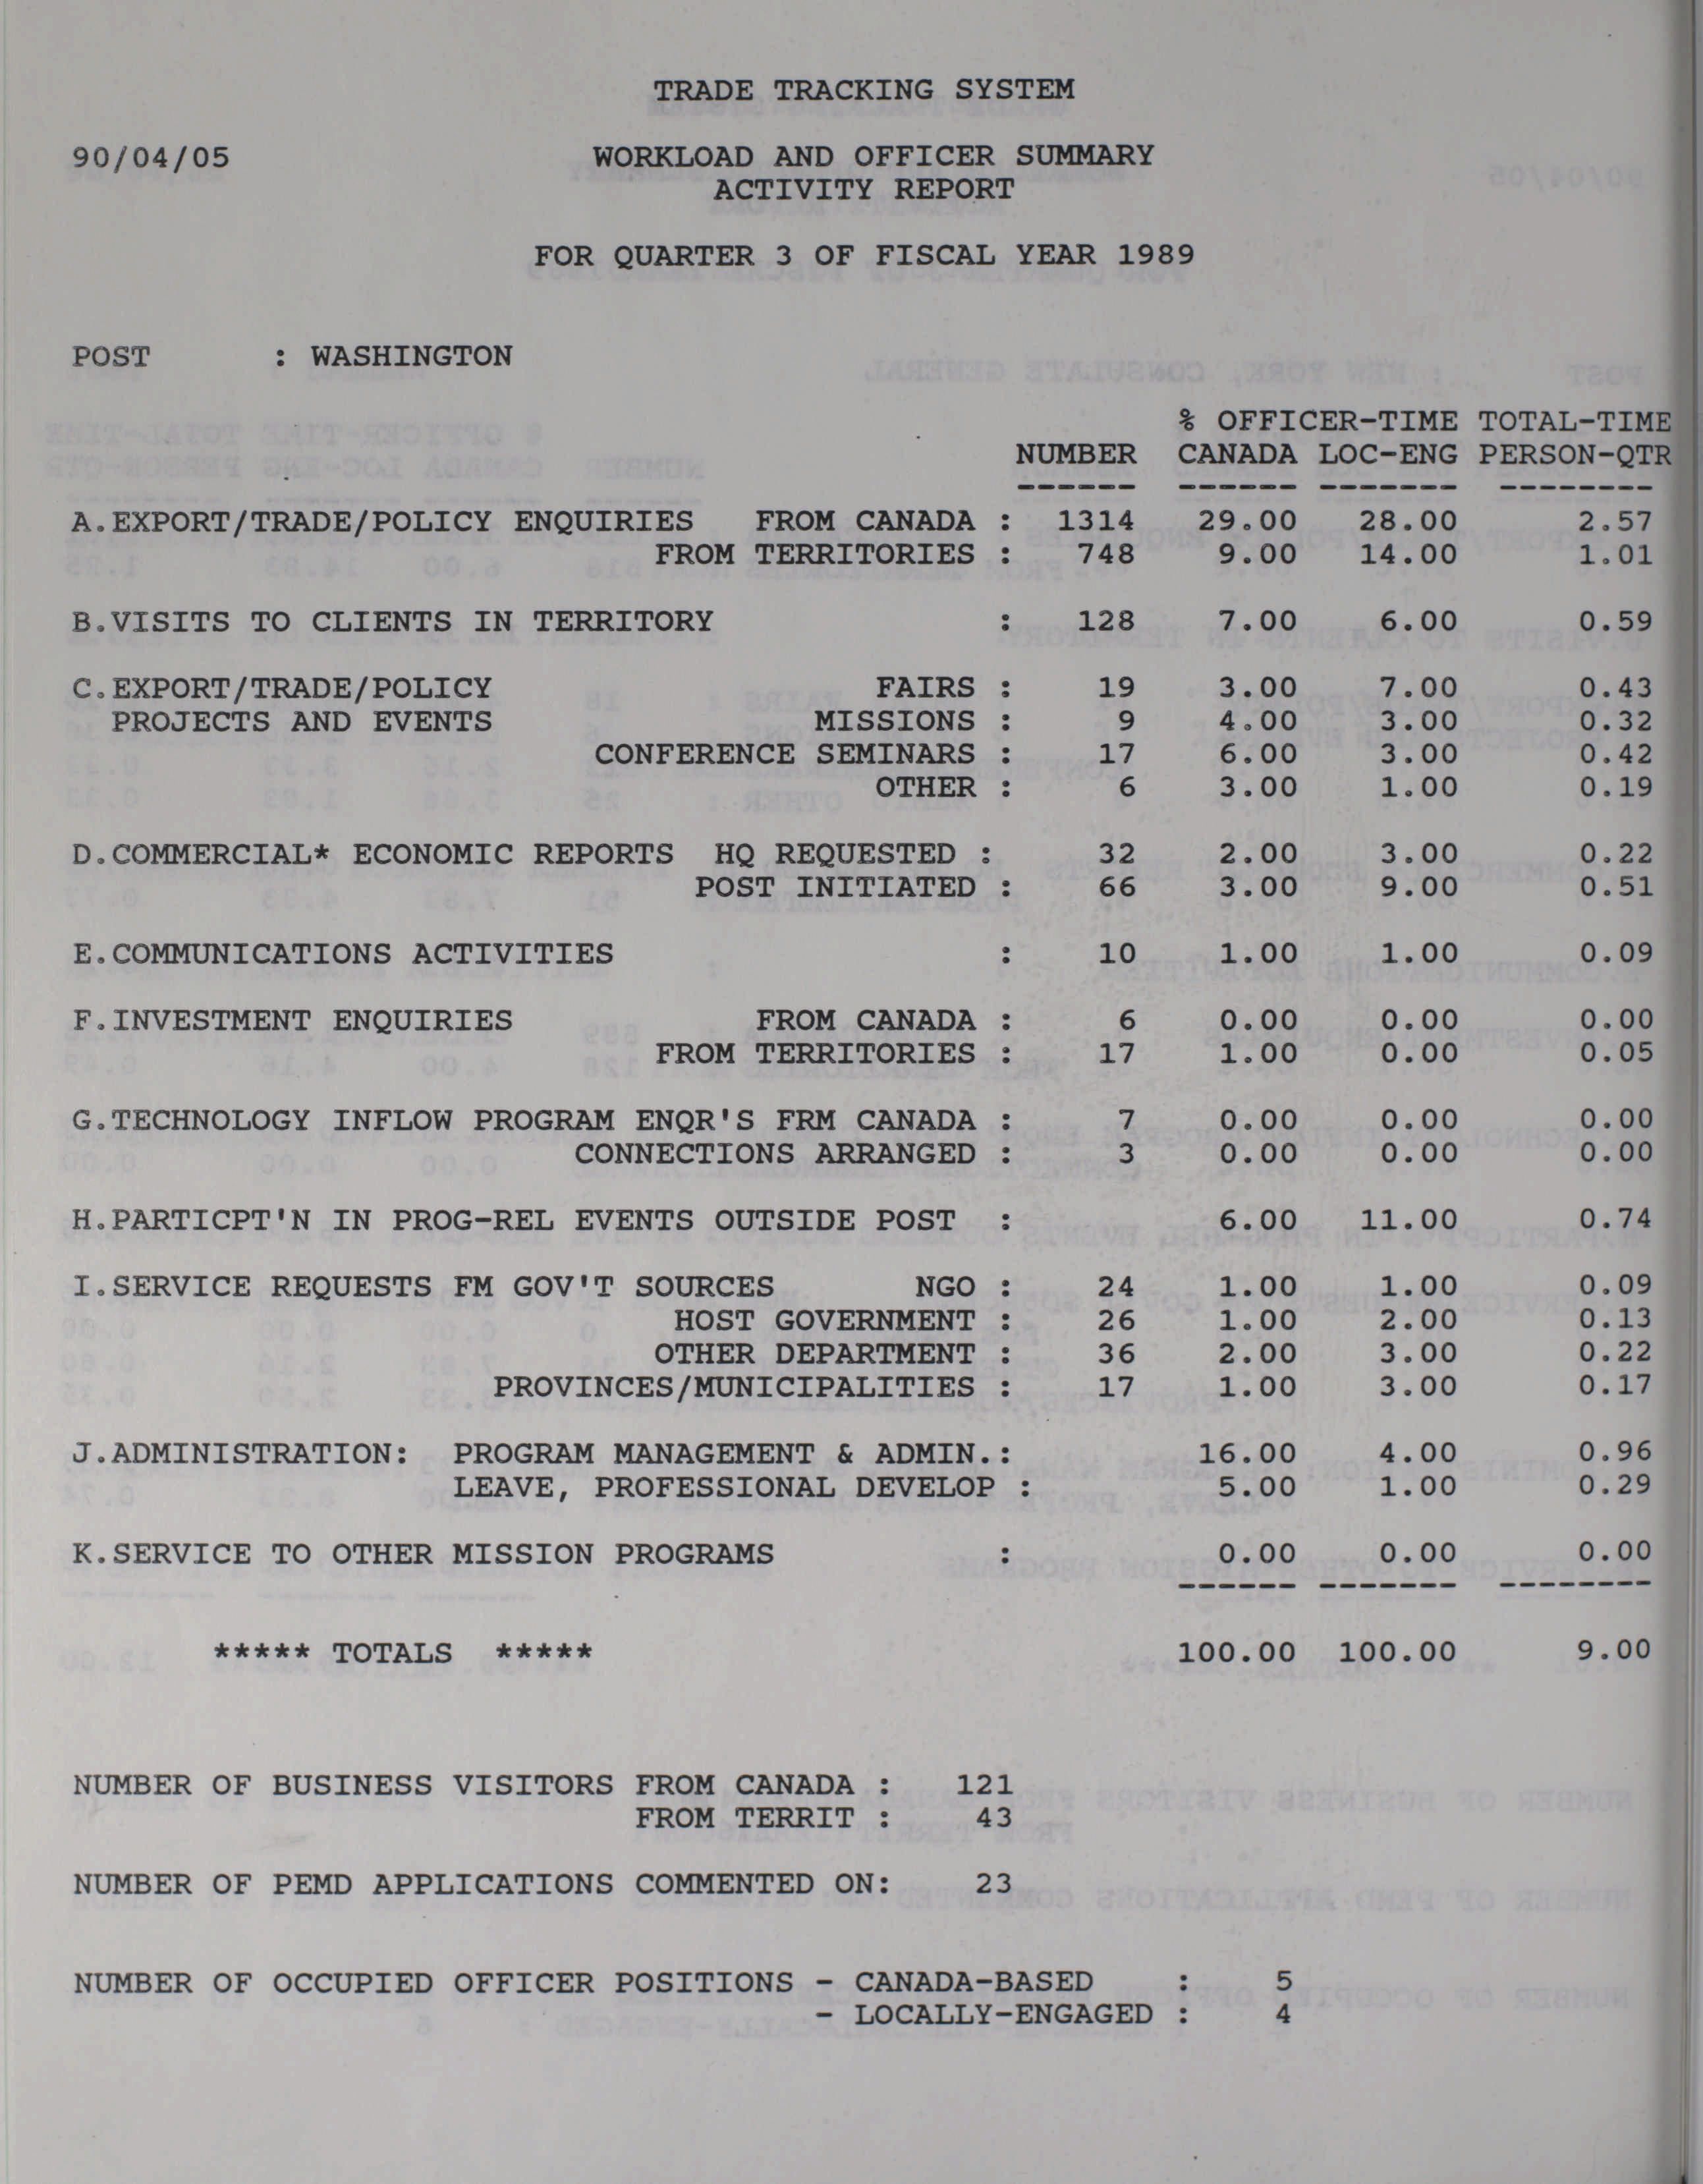 TRADE TRACKING SYSTEM
90/04/05 WORKLOAD AND OFFICER SUMMARY
ACTIVITY REPORT
FOR QUARTER 3 OF FISCAL YEAR 1989
POST : WASHINGTON
% OFFICER-TIME TOTAL-TIME
NUMBER CANADA LOC-ENG PERSON-QTR
------ ------ ------- --------
A.EXPORT/TRADE/POLICY ENQUIRIES FROM CANADA : 1314 29.00 28.00 2.57
FROM TERRITORIES : 748 9.00 14.00 1.01
B.VISITS TO CLIENTS IN TERRITORY : 128 7.00 6.00 0.59
C.EXPORT/TRADE/POLICY FAIRS : 19 3.00 7.00 0.43
PROJECTS AND EVENTS MISSIONS : 9 4.00 3.00 0.32
CONFERENCE SEMINARS : 17 6.00 3.00 0.42
OTHER : 6 3.00 1.00 0.19
D.COMMERCIAL* ECONOMIC REPORTS HQ REQUESTED : 32 2.00 3.00 0.22
POST INITIATED : 66 3.00 9.00 0.51
E.COMMUNICATIONS ACTIVITIES : 10 1.00 1.00 0.09
F.INVESTMENT ENQUIRIES FROM CANADA : 6 0.00 0.00 0.00
FROM TERRITORIES : 17 1.00 0.00 0.05
G.TECHNOLOGY INFLOW PROGRAM ENQR'S FRM CANADA : 7 0.00 0.00 0.00
CONNECTIONS ARRANGED : 3 0.00 0.00 0.00
H.PARTICPT'N IN PROG-REL EVENTS OUTSIDE POST : 6.00 11.00 0.74
I.SERVICE REQUESTS FM GOV'T SOURCES NGO : 24 1.00 1.00 0.09
HOST GOVERNMENT : 26 1.00 2.00 0.13
OTHER DEPARTMENT : 36 2.00 3.00 0.22
PROVINCES/MUNICIPALITIES : 17 1.00 3.00 0.17
J.ADMINISTRATION: PROGRAM MANAGEMENT & ADMIN.: 16.00 4.00 0.96
LEAVE, PROFESSIONAL DEVELOP : 5.00 1.00 0.29
K.SERVICE TO OTHER MISSION PROGRAMS : 0.00 0.00 0.00
------ ------- --------
***** TOTALS ***** 100.00 100.00 9.00
NUMBER OF BUSINESS VISITORS FROM CANADA : 121
FROM TERRIT : 43
NUMBER OF PEMD APPLICATIONS COMMENTED ON: 23
NUMBER OF OCCUPIED OFFICER POSITIONS - CANADA-BASED : 5
- LOCALLY-ENGAGED : 4